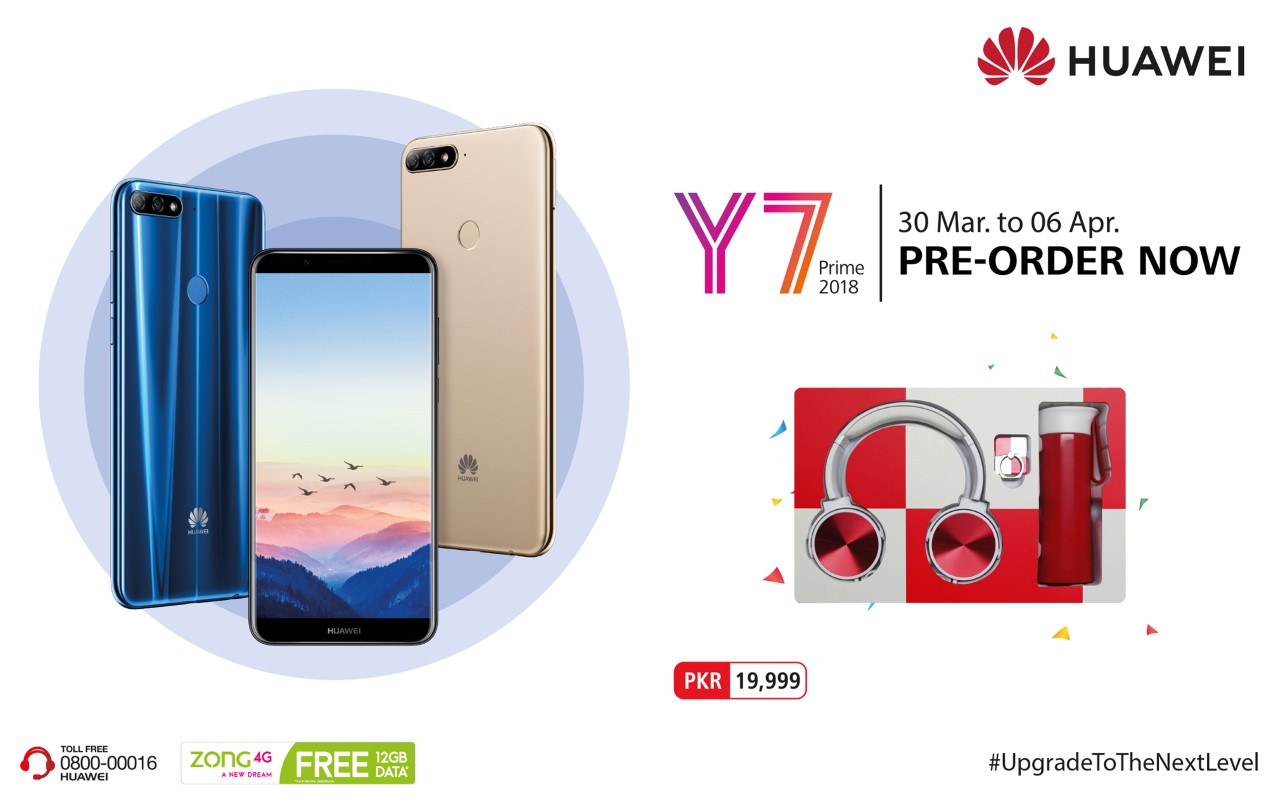 HUAWEI
Y7
Prime
2018
30 Mar. to 06 Apr.
PRE-ORDER NOW
HUAWEI
HUAWEI
HUAWEI
PKR 19,999
TOLL FREE
0800-00016
HUAWEI
ZONG 4G
A NEW DREAM
FREE 12GB
DATA*
#UpgradeToTheNextLevel